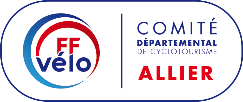 FF
vélo
COMITÉ
DÉPARTEMENTAL
DE CYCLOTOURISME
ALLIER